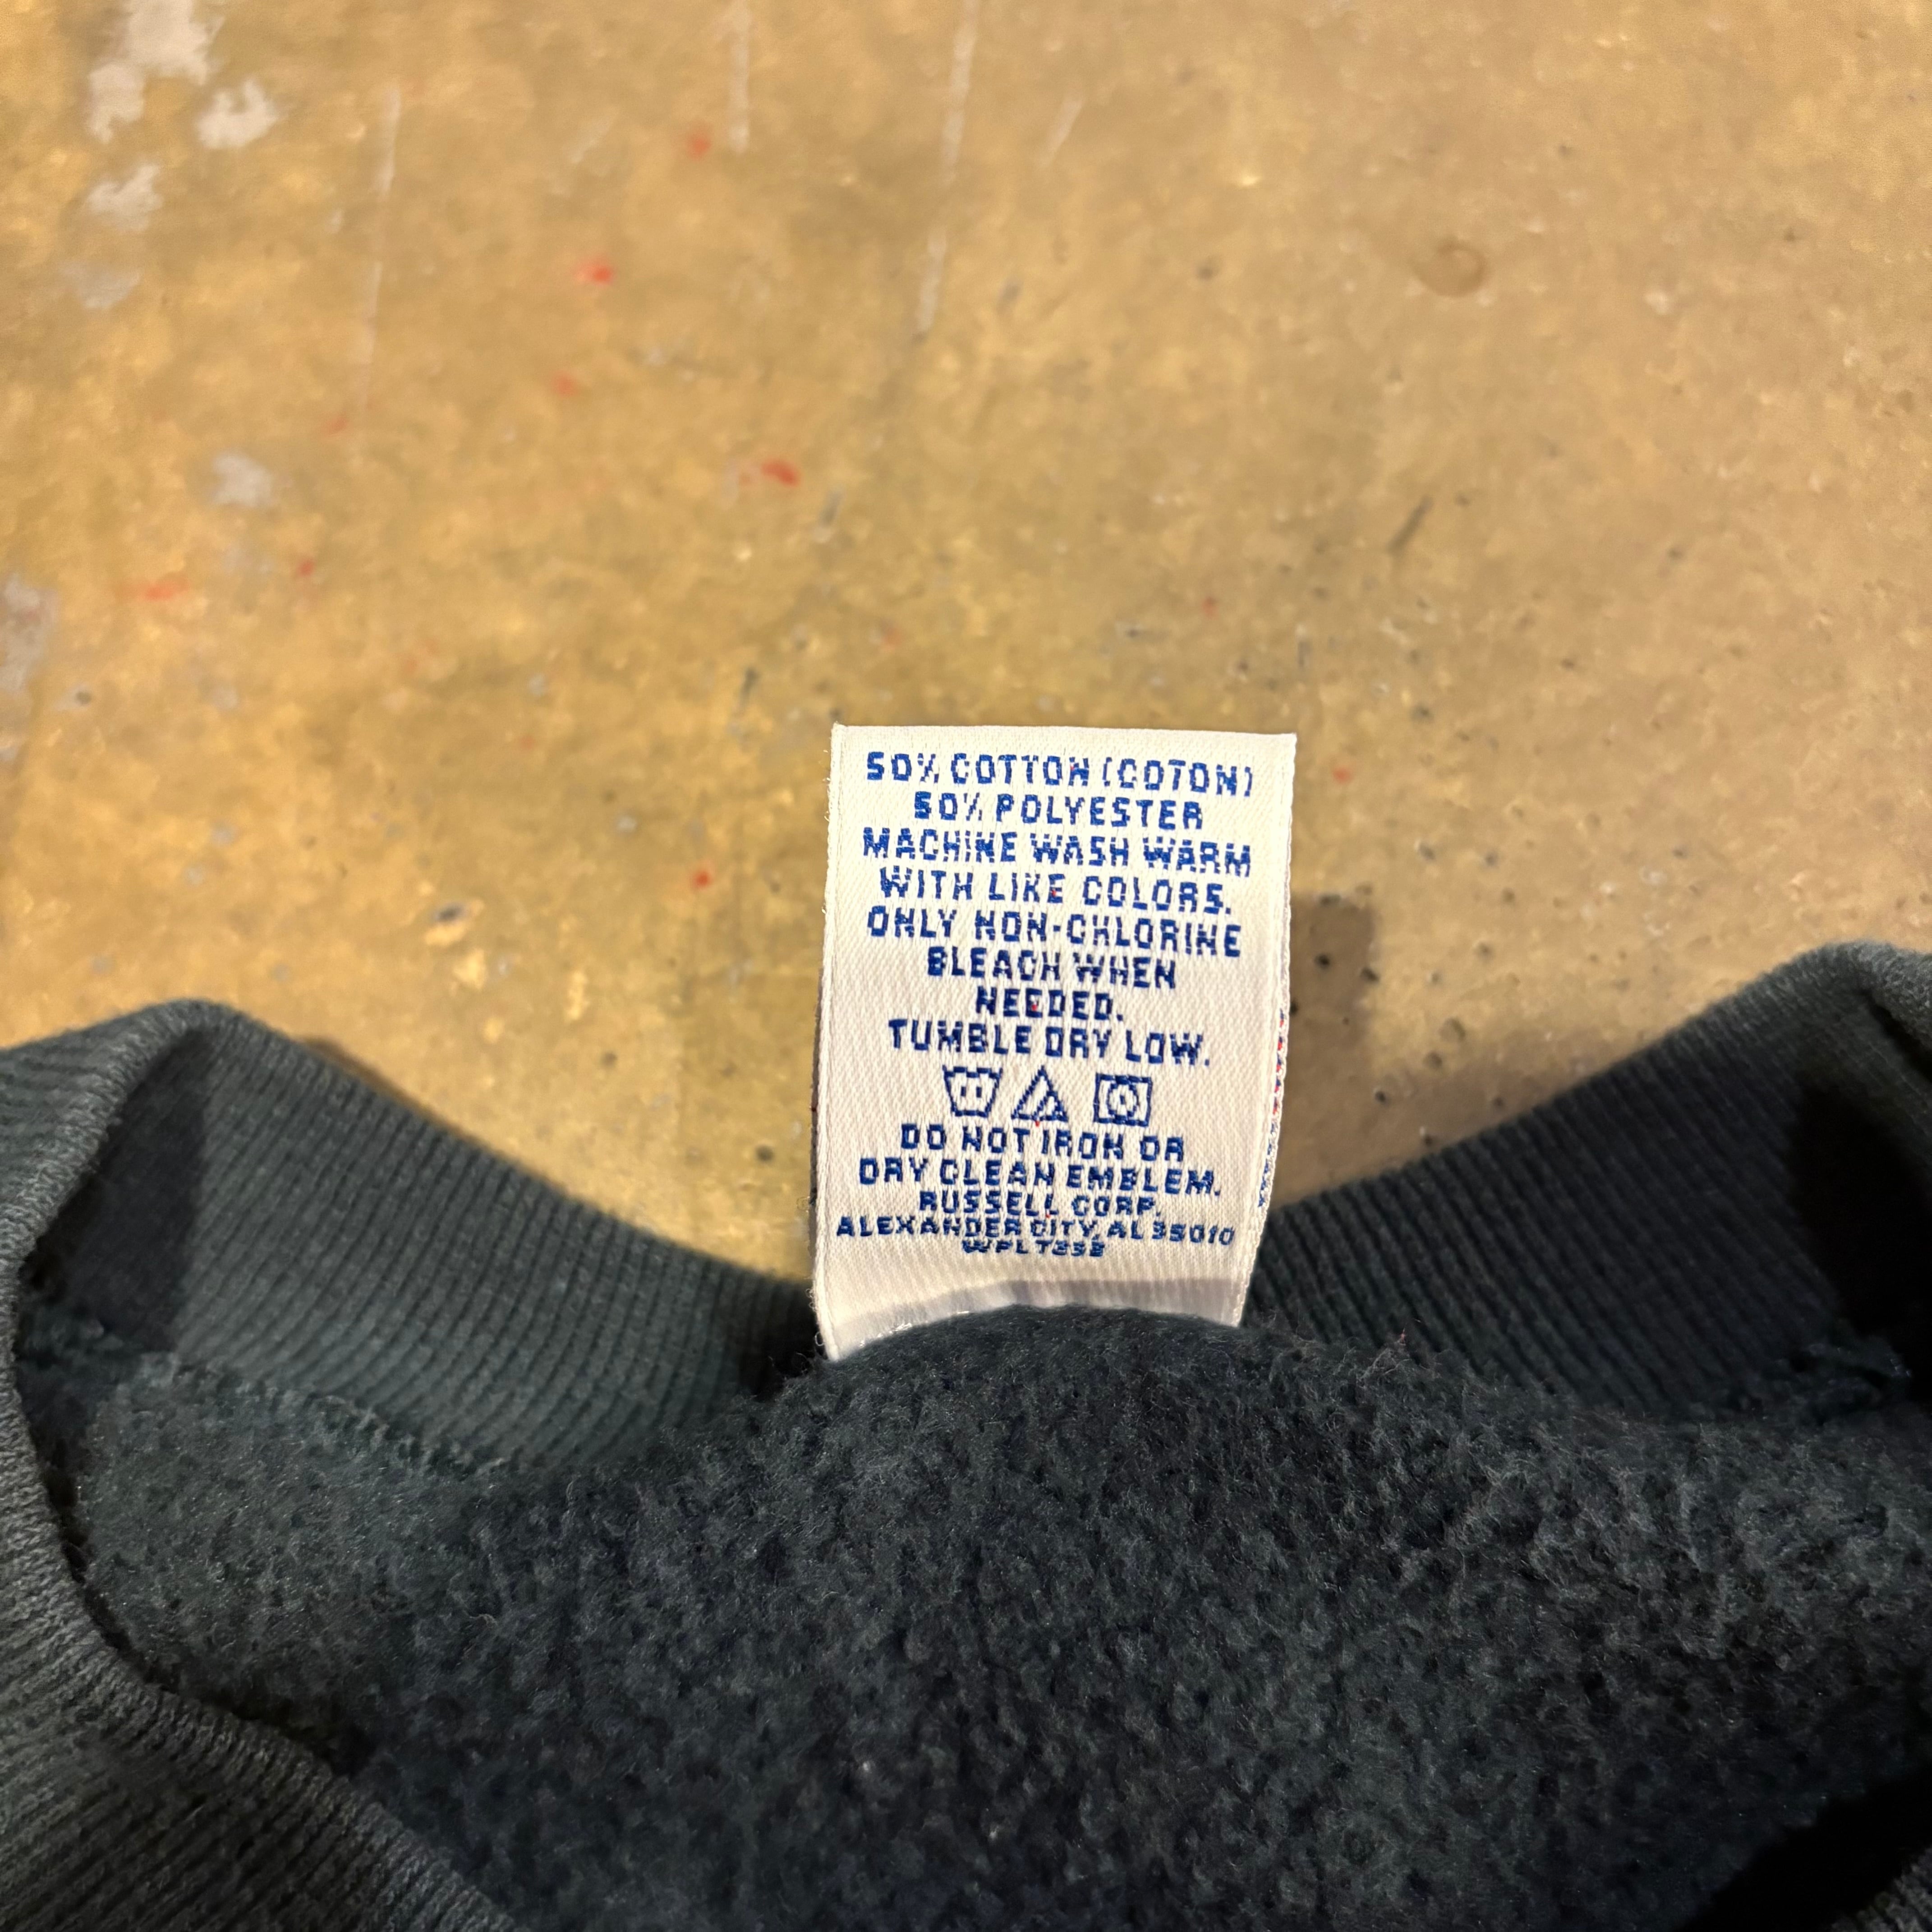 50% COTTON (COTON)
50% POLYESTER
MACHINE WASH WARM
WITH LIKE COLORS.
ONLY NON-CHLORINE
BLEACH WHEN
NEEDED.
TUMBLE DRY LOW.
DO NOT IRON OR
DRY CLEAN EMBLEM.
RUSSELL CORP.
ALEXANDER CITY, AL 35010